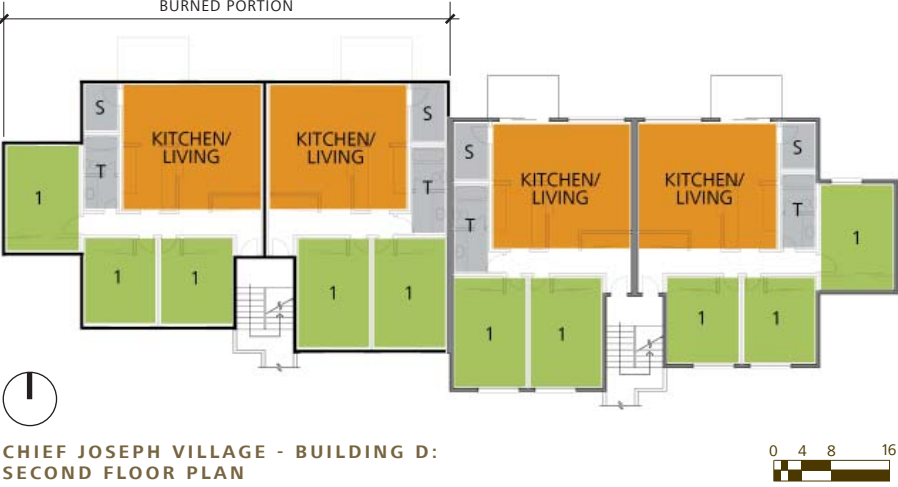 BURNED PORTION
S
KITCHEN/
LIVING
KITCHEN/
LIVING
S
T
T
1
1
1
1
1
S
KITCHEN/
LIVING
KITCHEN/
LIVING
S
T
T
1
1
1
1
1
CHIEF JOSEPH VILLAGE - BUILDING D:
SECOND FLOOR PLAN
0 4 8 16